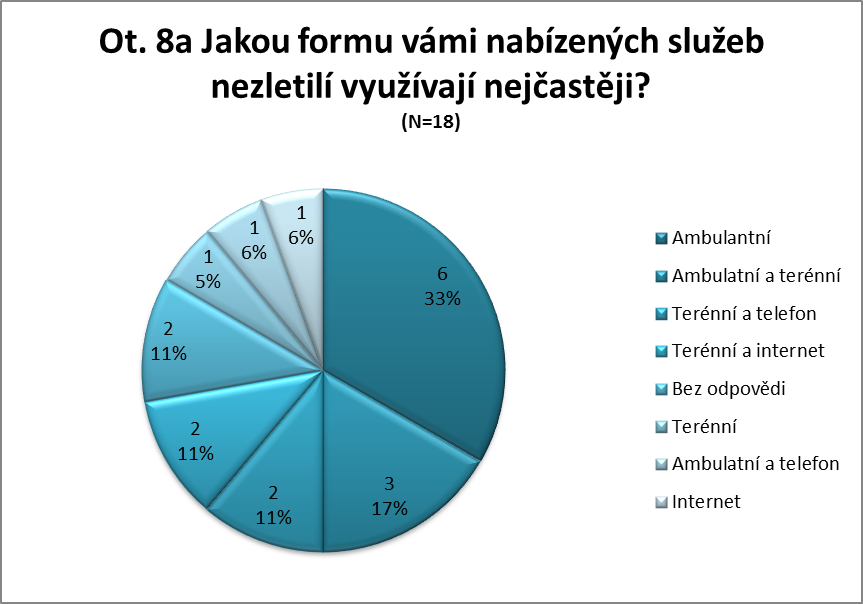 Ot. 8a Jakou formu vámi nabízených služeb
nezletilí využívají nejčastěji?
(N=18)
6
33%
3
17%
2
11%
2
11%
2
11%
1
5%
1
6%
1
6%
Ambulantní
Ambulatní a terénní
Terénní a telefon
Terénní a internet
Bez odpovědi
Terénní
Ambulatní a telefon
Internet